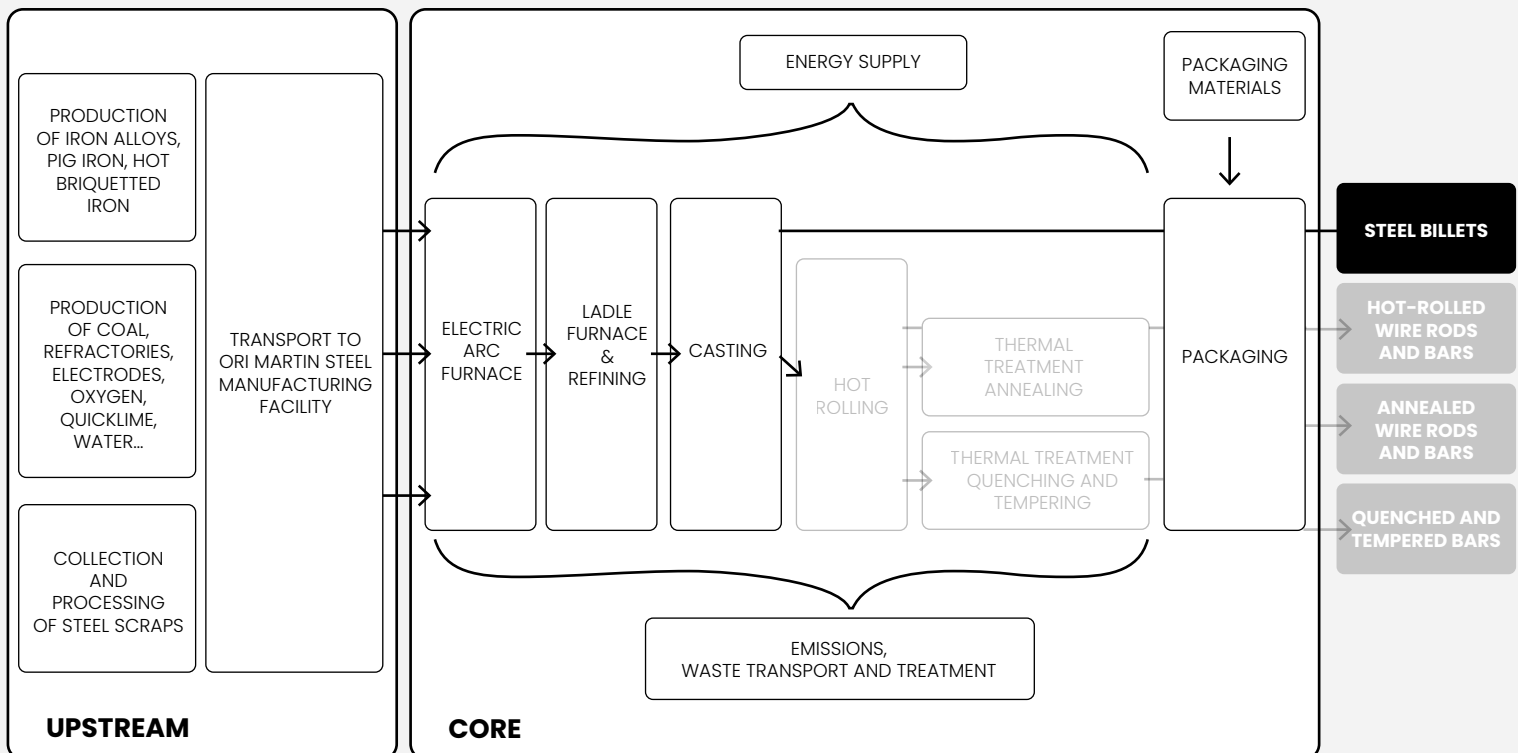 PRODUCTION
OF IRON ALLOYS,
PIG IRON, HOT
BRIQUETTED
IRON
PRODUCTION
OF COAL,
REFRACTORIES,
ELECTRODES,
OXYGEN,
QUICKLIME,
WATER...
COLLECTION
AND
PROCESSING
OF STEEL SCRAPS
TRANSPORT TO
ORI MARTIN STEEL
MANUFACTURING
FACILITY
UPSTREAM
ENERGY SUPPLY
PACKAGING
MATERIALS
ELECTRIC
ARC
FURNACE
LADLE
FURNACE
&
REFINING
CASTING
HOT
ROLLING
THERMAL
TREATMENT
ANNEALING
THERMAL TREATMENT
QUENCHING AND
TEMPERING
PACKAGING
EMISSIONS,
WASTE TRANSPORT AND TREATMENT
CORE
STEEL BILLETS
HOT-ROLLED
WIRE RODS
AND BARS
ANNEALED
WIRE RODS
AND BARS
QUENCHED AND
TEMPERED BARS